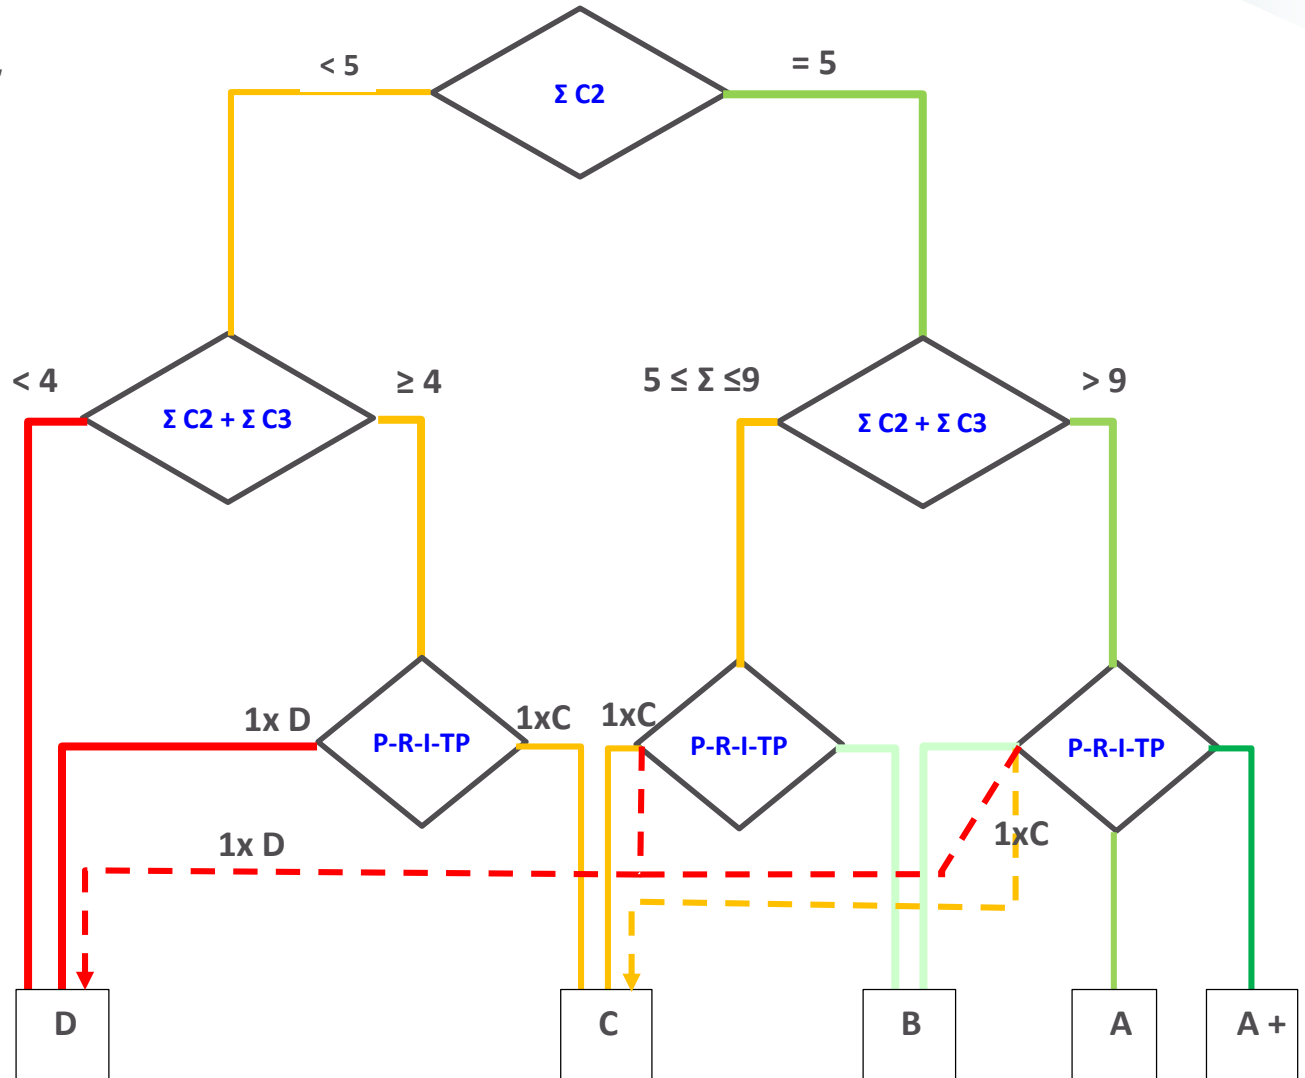 < 5
= 5
Σ C2
< 4
≥ 4
5 ≤ Σ ≤9
> 9
Σ C2 + Σ C3
Σ C2 + Σ C3
1x D
1xC
1xC
P-R-I-TP
P-R-I-TP
P-R-I-TP
1x D
1xC
D
C
B
A
A +